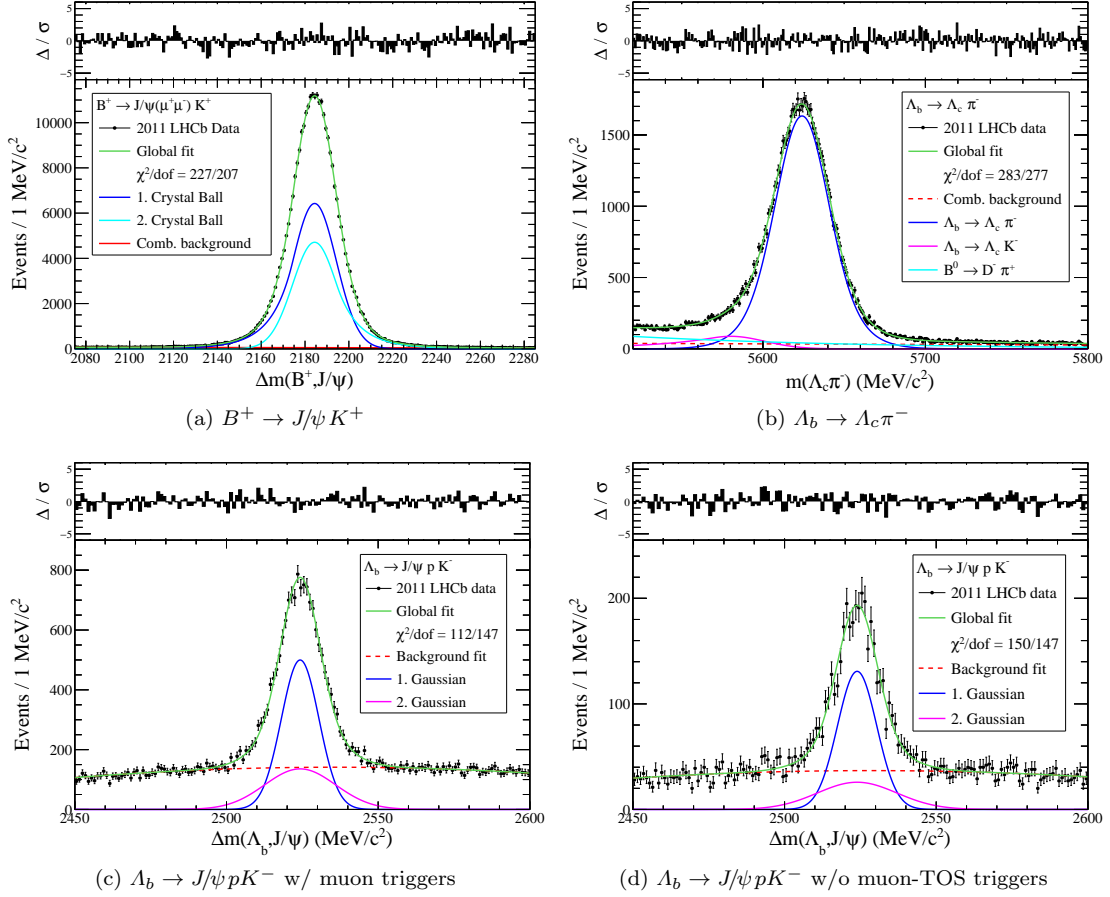 Δ / σ
5
0
−5
Events / 1 MeV/c²
10000
8000
6000
4000
2000
0
B⁺ → J/ψ(μ⁺μ⁻) K⁺
2011 LHCb Data
Global fit
χ²/dof = 227/207
1. Crystal Ball
2. Crystal Ball
Comb. background
2080 2100 2120 2140 2160 2180 2200 2220 2240 2260 2280
Δm(B⁺,J/ψ)
(a) B⁺ → J/ψ K⁺
Δ / σ
5
0
−5
Events / 1 MeV/c²
1500
1000
500
0
Λb → Λc π⁻
2011 LHCb data
Global fit
χ²/dof = 283/277
Comb. background
Λb → Λc π⁻
Λb → Λc K⁻
B⁰ → D⁻ π⁺
5600 5700 5800
m(Λcπ⁻) (MeV/c²)
(b) Λb → Λcπ⁻
Δ / σ
5
0
−5
Events / 1 MeV/c²
800
600
400
200
0
Λb → J/ψ p K⁻
2011 LHCb data
Global fit
χ²/dof = 112/147
Background fit
1. Gaussian
2. Gaussian
2450 2500 2550 2600
Δm(Λb,J/ψ) (MeV/c²)
(c) Λb → J/ψ pK⁻ w/ muon triggers
Δ / σ
5
0
−5
Events / 1 MeV/c²
200
100
0
Λb → J/ψ p K⁻
2011 LHCb data
Global fit
χ²/dof = 150/147
Background fit
1. Gaussian
2. Gaussian
2450 2500 2550 2600
Δm(Λb,J/ψ) (MeV/c²)
(d) Λb → J/ψ pK⁻ w/o muon-TOS triggers